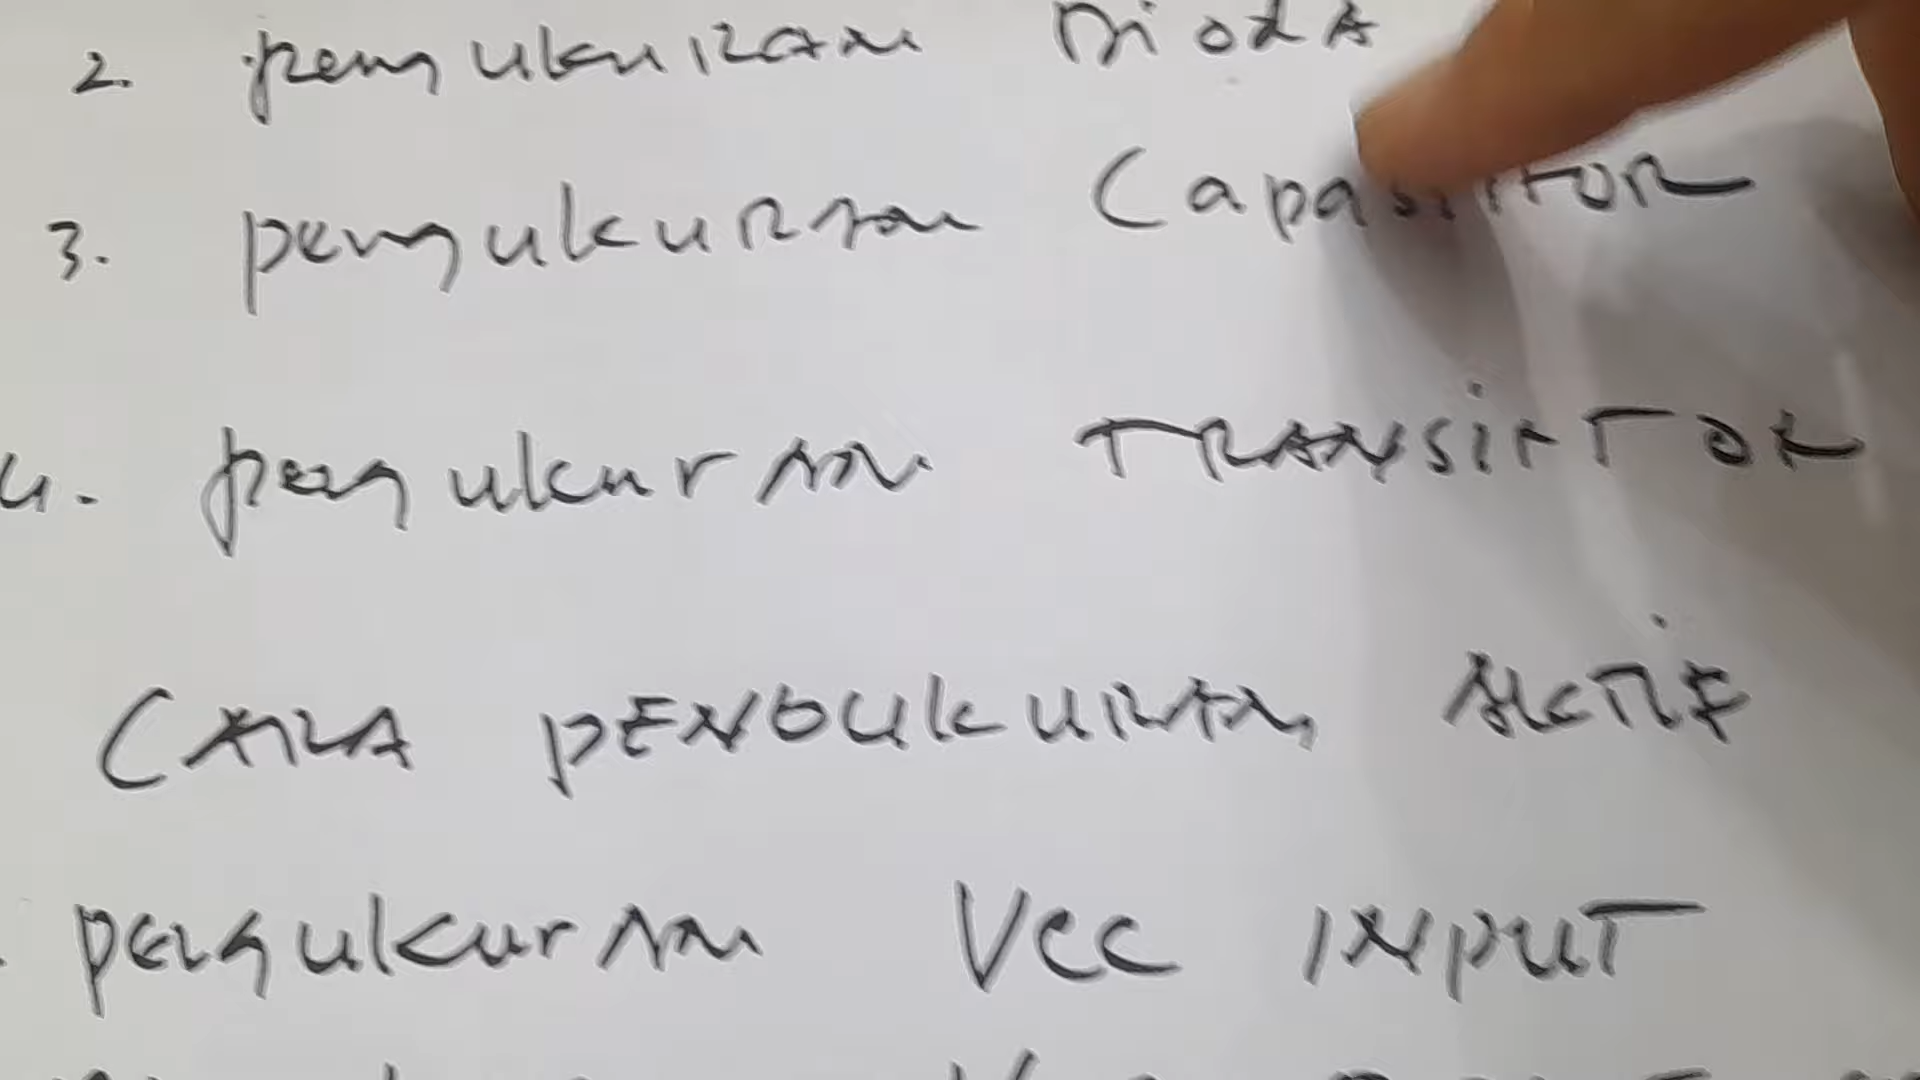 2. pengukuran Dioda
3. pengukuran Capasitor
4. pengukuran TRANSISTOR
CARA PENGUKURAN AKTIF
pengukuran Vcc INPUT